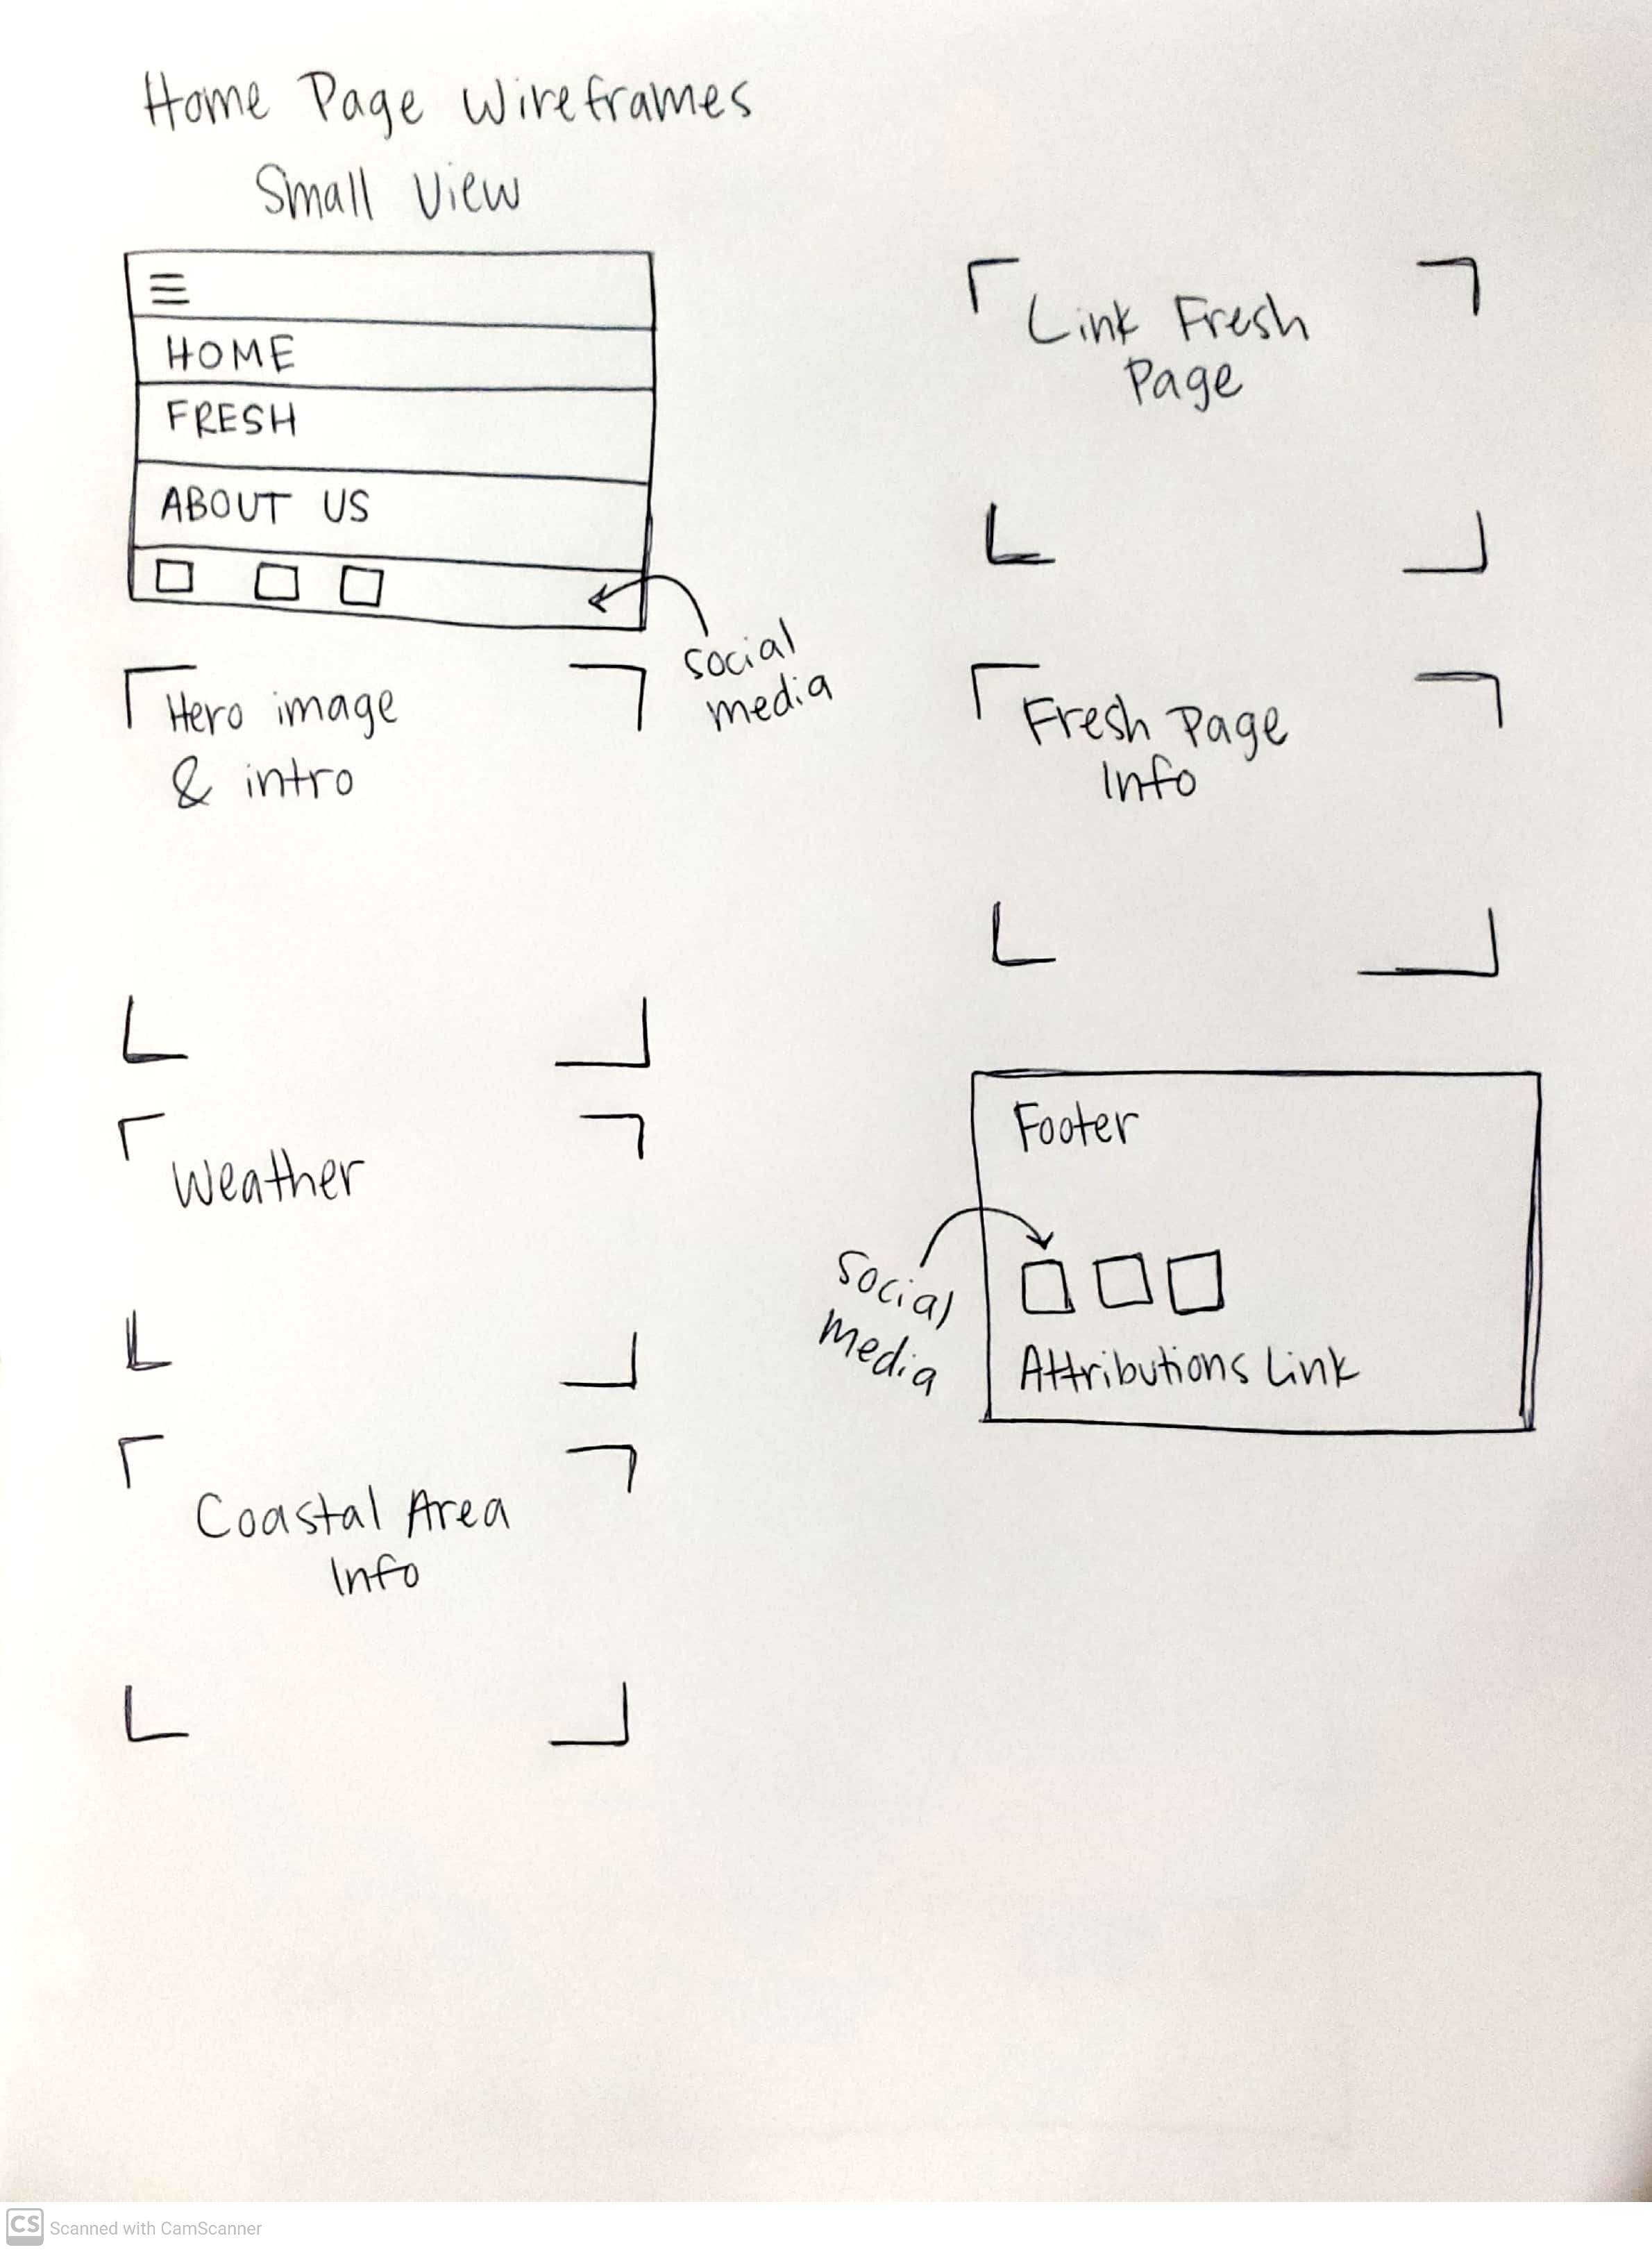 Home Page Wireframes
Small View
HOME
FRESH
ABOUT US
social
media
Hero image
& intro
Weather
Coastal Area
Info
Link Fresh
Page
Fresh Page
Info
Footer
Social
Media
Attributions Link
CS Scanned with CamScanner